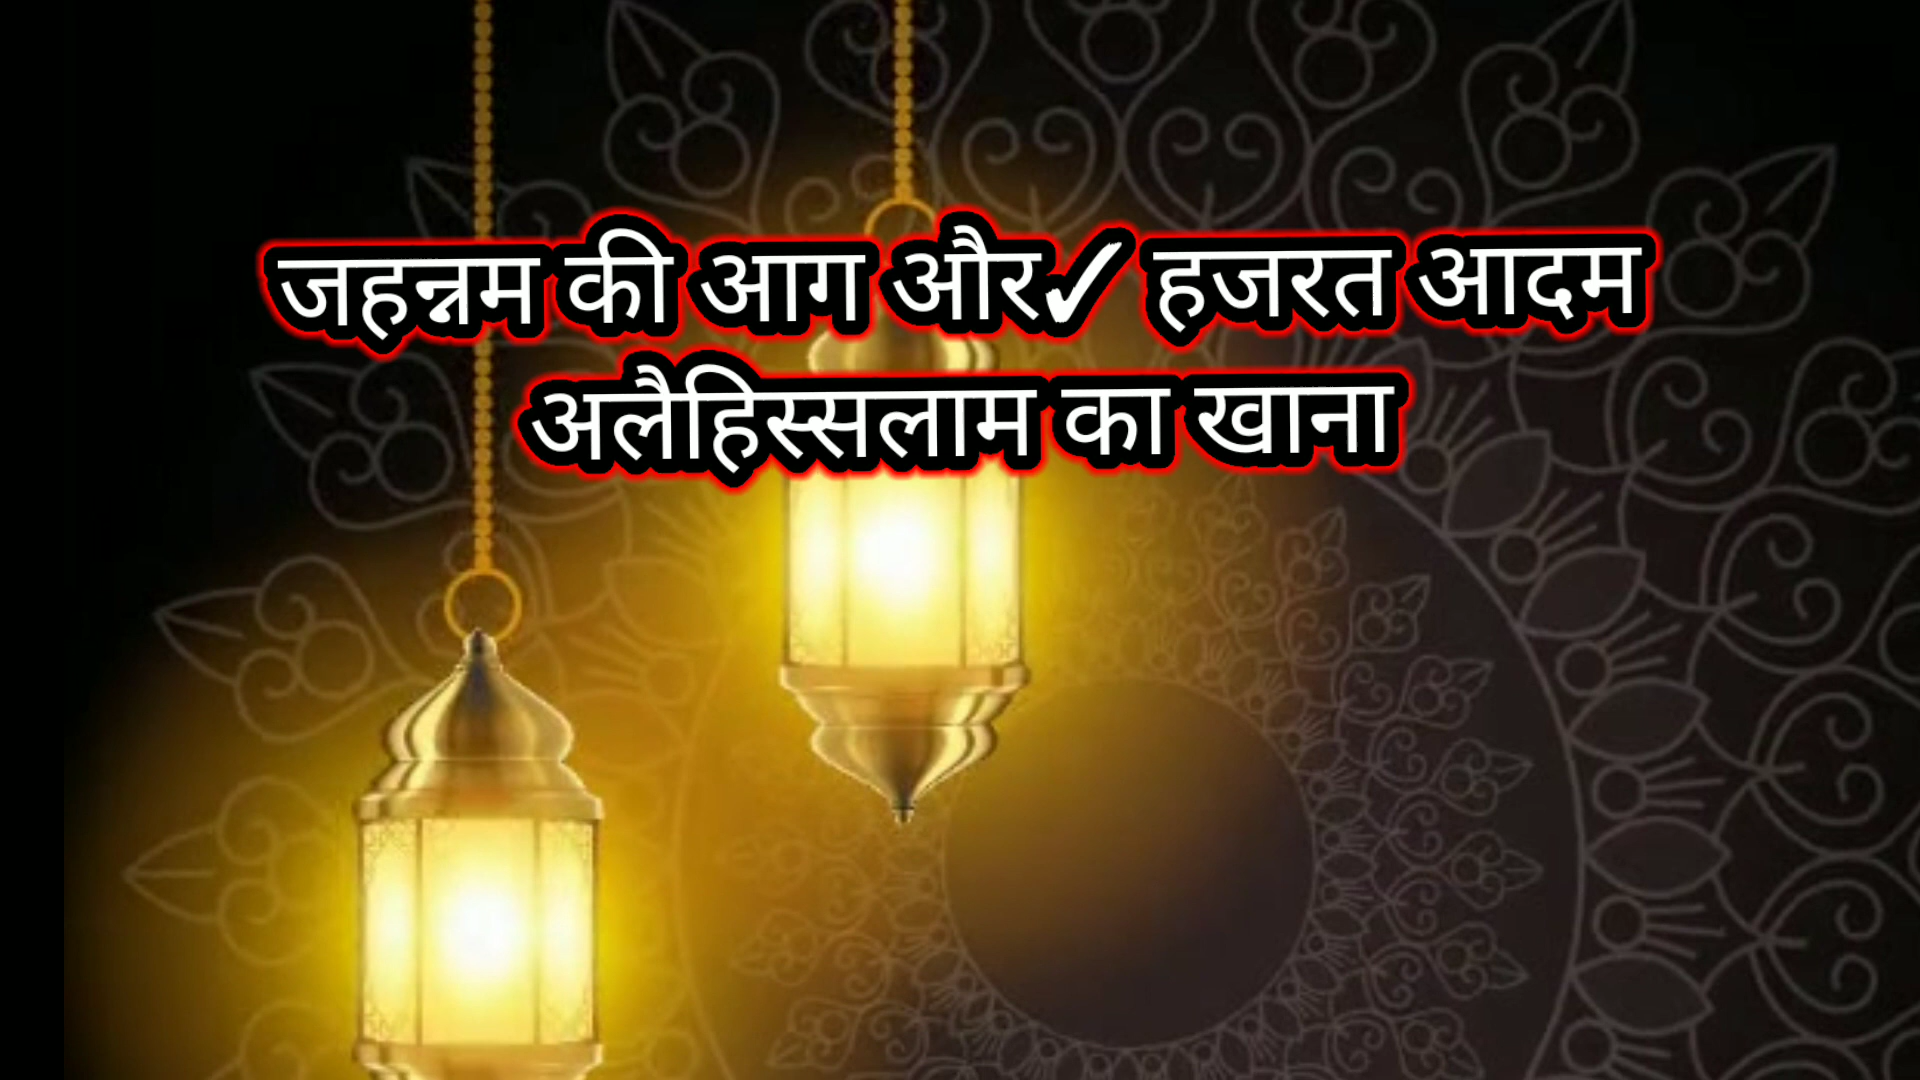 जहन्नम की आग और✓ हजरत आदम
अलैहिस्सलाम का खाना